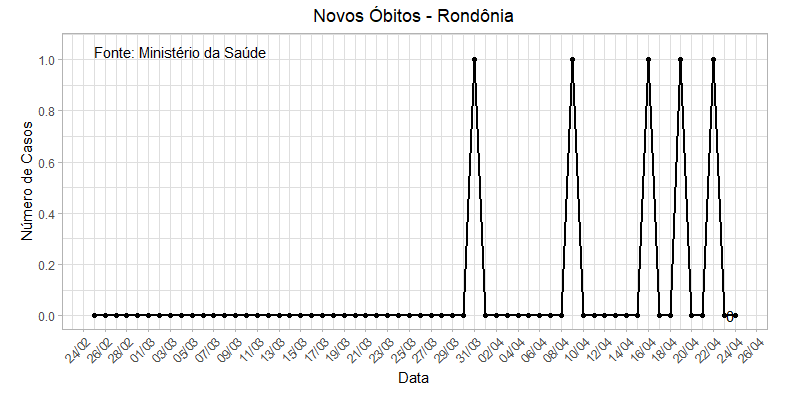 Novos Óbitos - Rondônia
Fonte: Ministério da Saúde
Número de Casos
1.0
0.8
0.6
0.4
0.2
0.0
0
24/02 26/02 28/02 01/03 03/03 05/03 07/03 09/03 11/03 13/03 15/03 17/03 19/03 21/03 23/03 25/03 27/03 29/03 31/03 02/04 04/04 06/04 08/04 10/04 12/04 14/04 16/04 18/04 20/04 22/04 24/04 26/04
Data